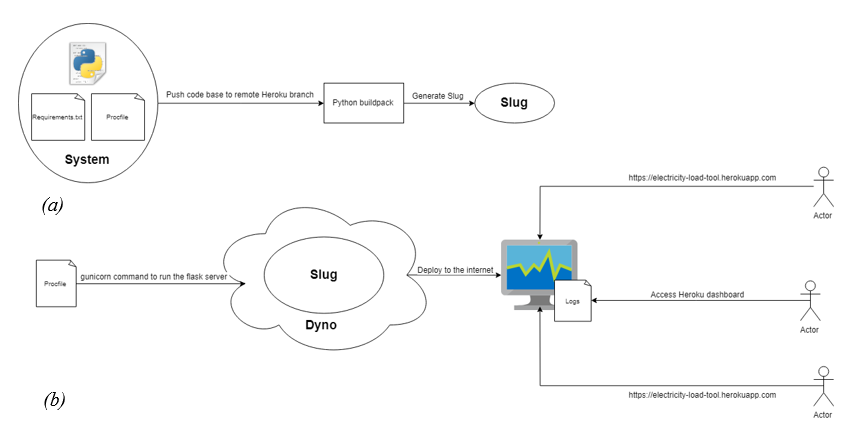 Push code base to remote Heroku branch
Generate Slug
Requirements.txt
Procfile
Python buildpack
Slug
System
(a)
https://electricity-load-tool.herokuapp.com
Actor
Procfile
gunicorn command to run the flask server
Slug
Dyno
Deploy to the internet
Logs
Access Heroku dashboard
Actor
(b)
https://electricity-load-tool.herokuapp.com
Actor